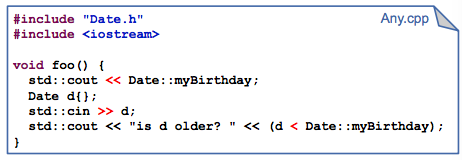 Any.cpp
#include "Date.h"
#include <iostream>
void foo() {
  std::cout << Date::myBirthday;
  Date d{};
  std::cin >> d;
  std::cout << "is d older? " << (d < Date::myBirthday);
}